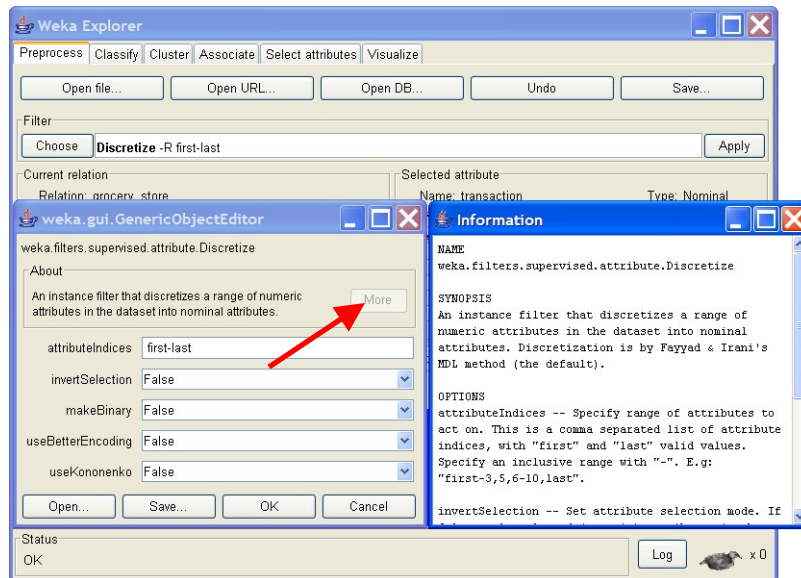 Weka Explorer
Preprocess Classify Cluster Associate Select attributes Visualize
Open file... Open URL... Open DB... Undo Save...
Filter
Choose Discretize -R first-last Apply
Current relation
Relation: grocery_store
Selected attribute
Name: transaction Type: Nominal
weka.gui.GenericObjectEditor
weka.filters.supervised.attribute.Discretize
About
An instance filter that discretizes a range of numeric
attributes in the dataset into nominal attributes.
More
attributeIndices first-last
invertSelection False
makeBinary False
useBetterEncoding False
useKononenko False
Open... Save... OK Cancel
Information
NAME
weka.filters.supervised.attribute.Discretize
SYNOPSIS
An instance filter that discretizes a range of
numeric attributes in the dataset into nominal
attributes. Discretization is by Fayyad & Irani's
MDL method (the default).
OPTIONS
attributeIndices -- Specify range of attributes to
act on. This is a comma separated list of attribute
indices, with "first" and "last" valid values.
Specify an inclusive range with "-". E.g:
"first-3,5,6-10,last".
invertSelection -- Set attribute selection mode. If
Status
OK
Log x 0